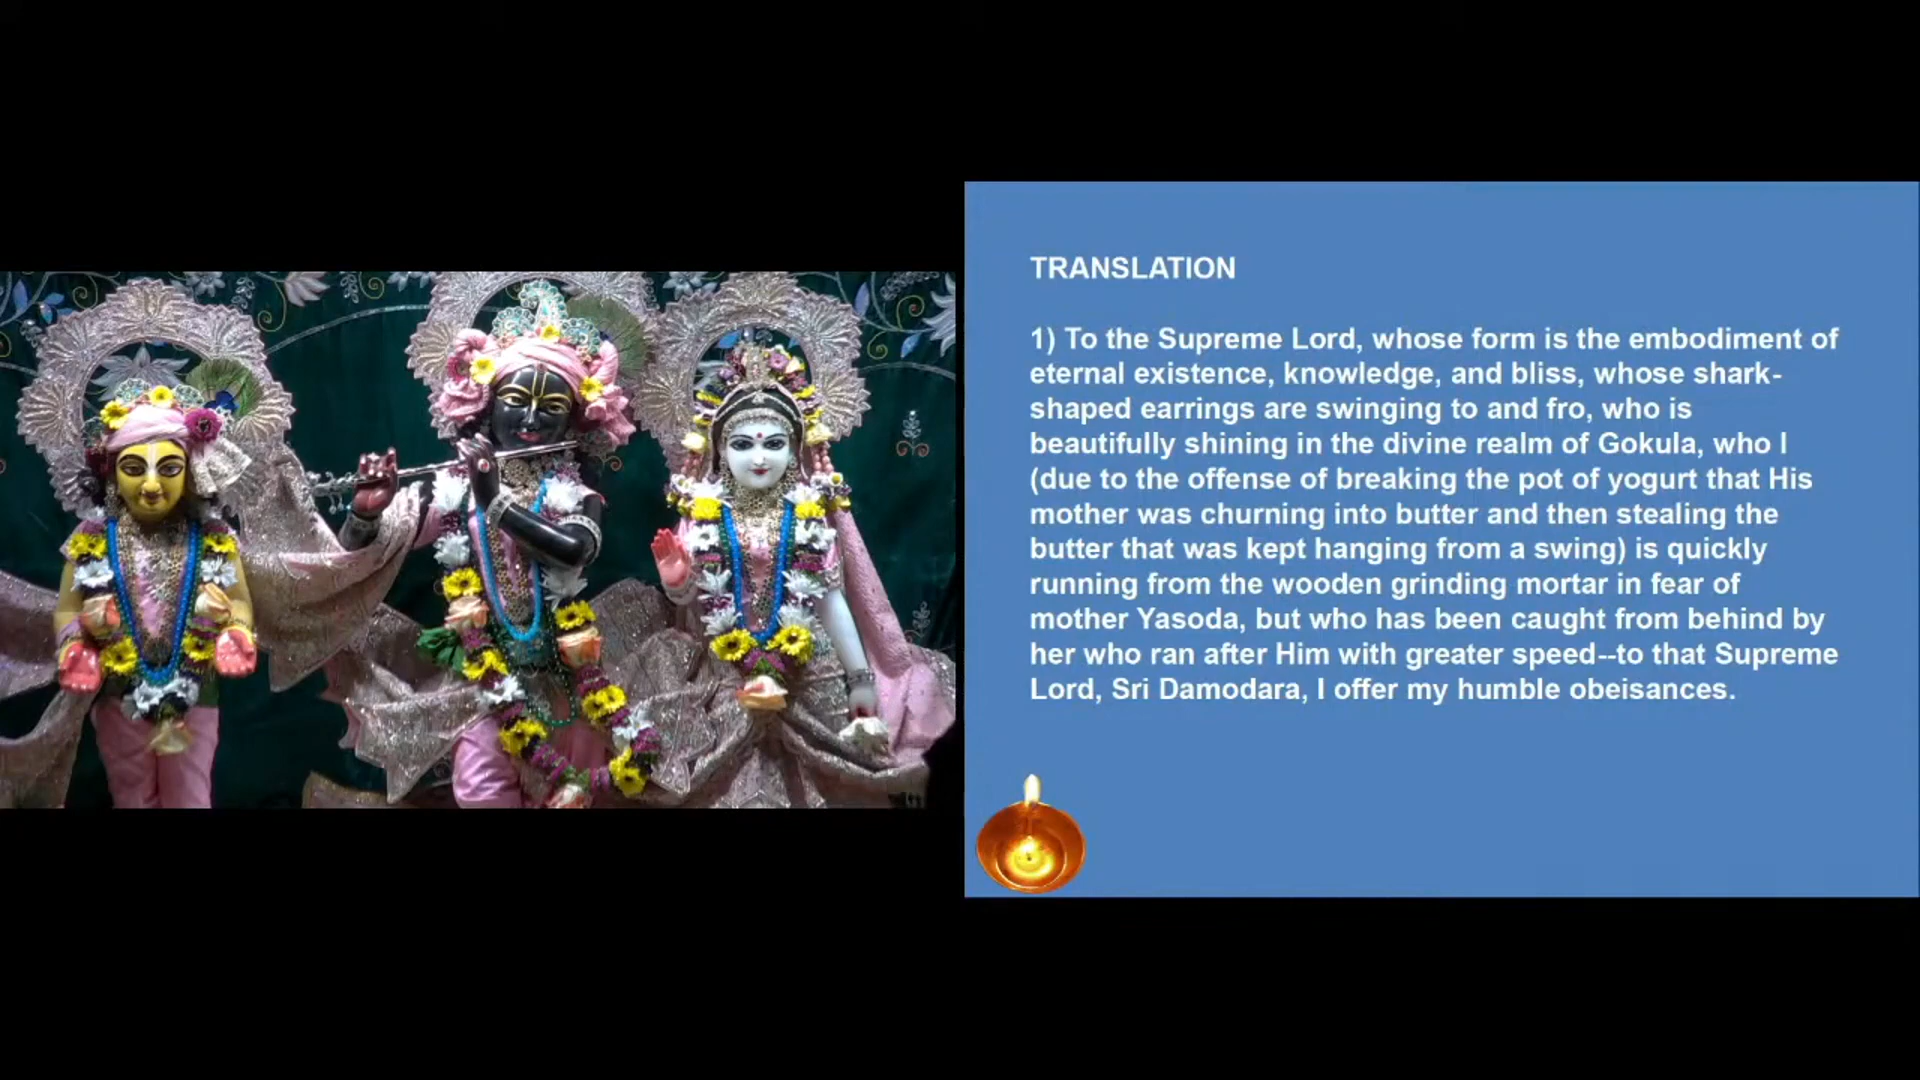 TRANSLATION
1) To the Supreme Lord, whose form is the embodiment of
eternal existence, knowledge, and bliss, whose shark-
shaped earrings are swinging to and fro, who is
beautifully shining in the divine realm of Gokula, who I
(due to the offense of breaking the pot of yogurt that His
mother was churning into butter and then stealing the
butter that was kept hanging from a swing) is quickly
running from the wooden grinding mortar in fear of
mother Yasoda, but who has been caught from behind by
her who ran after Him with greater speed--to that Supreme
Lord, Sri Damodara, I offer my humble obeisances.